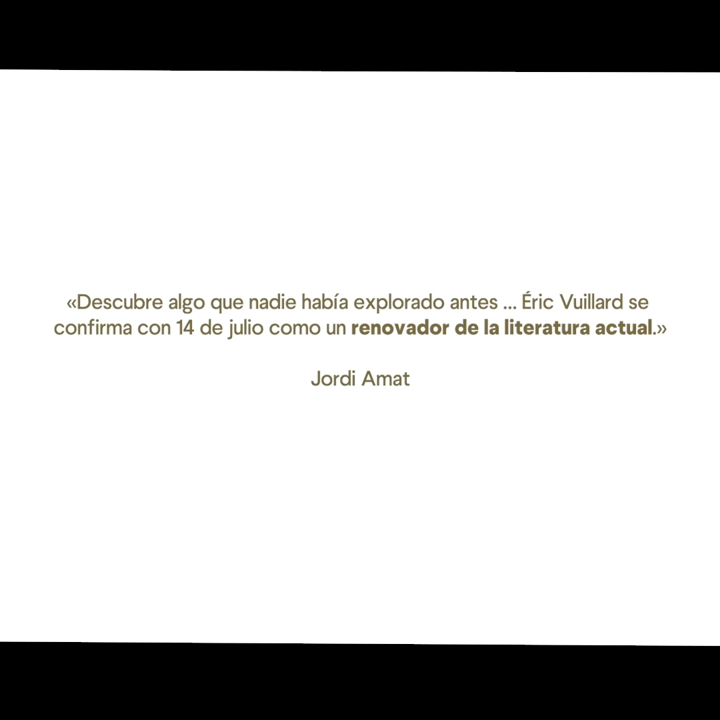 «Descubre algo que nadie había explorado antes ... Éric Vuillard se
confirma con 14 de julio como un renovador de la literatura actual.»
Jordi Amat